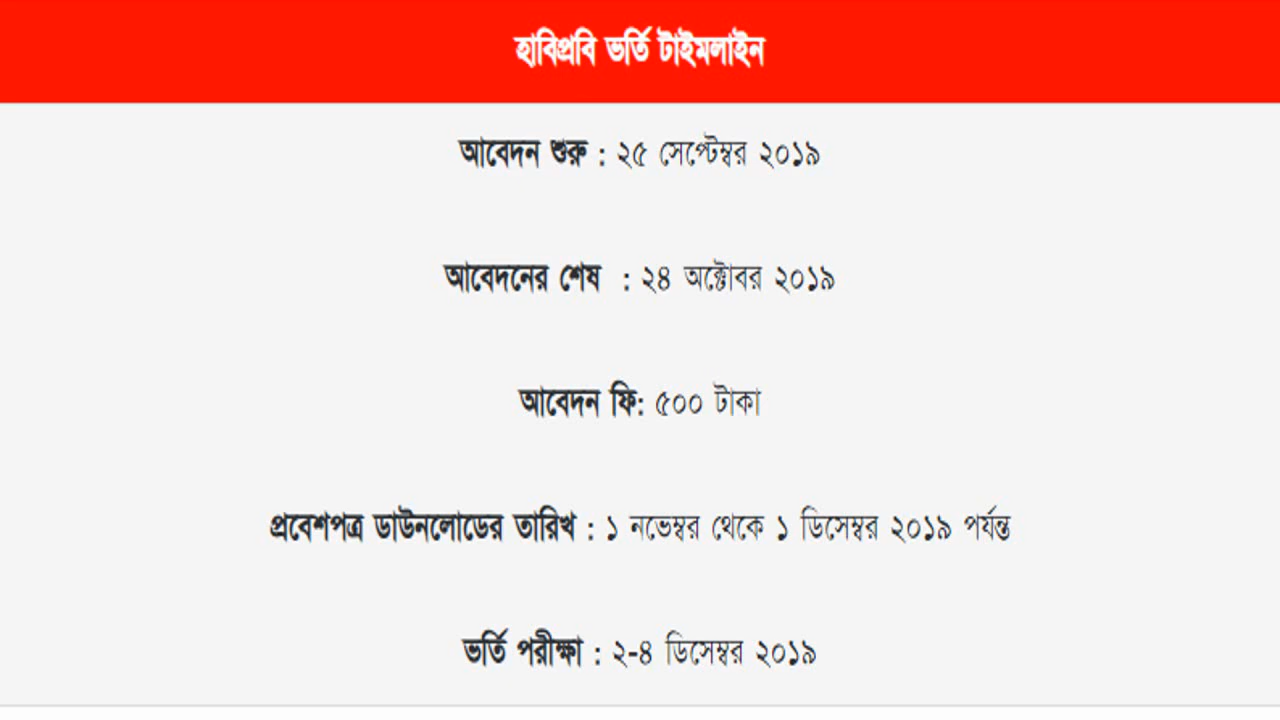 হাবিপ্রবি ভর্তি টাইমলাইন
আবেদন শুরু : ২৫ সেপ্টেম্বর ২০১৯
আবেদনের শেষ : ২৪ অক্টোবর ২০১৯
আবেদন ফি: ৫০০ টাকা
প্রবেশপত্র ডাউনলোডের তারিখ : ১ নভেম্বর থেকে ১ ডিসেম্বর ২০১৯ পর্যন্ত
ভর্তি পরীক্ষা : ২-৪ ডিসেম্বর ২০১৯